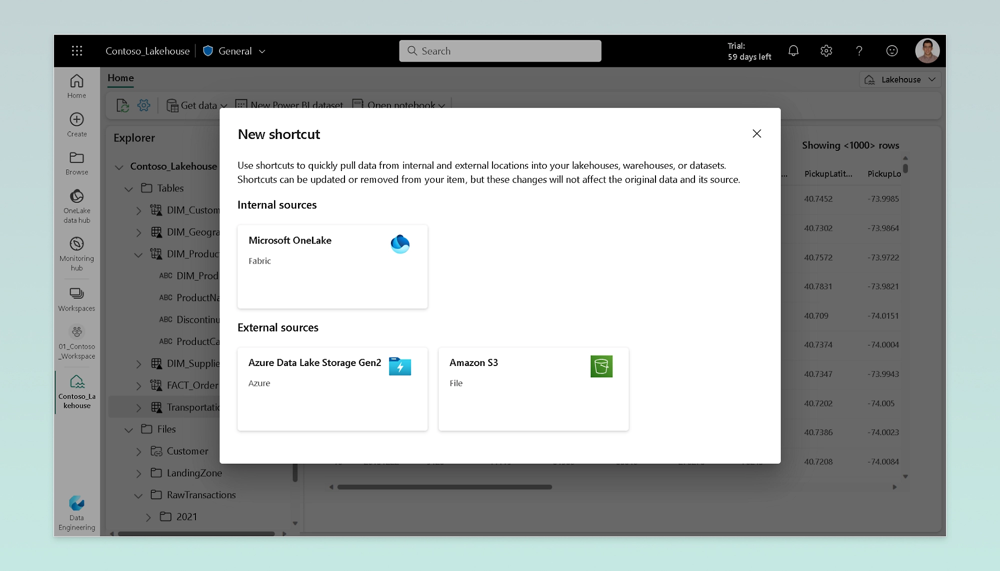 Contoso_Lakehouse
General
Search
Trial:
59 days left
Home
Lakehouse
Get data
New Power BI dataset
Open notebook
Home
Create
Browse
OneLake
data hub
Monitoring
hub
Workspaces
01_Contoso
_Workspace
Contoso_La
kehouse
Data
Engineering
Explorer
Contoso_Lakehouse
Tables
DIM_Custom
DIM_Geogra
DIM_Produc
ABC DIM_Prod
ABC ProductNa
ABC Discontinu
ABC ProductCa
DIM_Supplie
FACT_Order
Transportatic
Files
Customer
LandingZone
RawTransactions
2021
New shortcut
Use shortcuts to quickly pull data from internal and external locations into your lakehouses, warehouses, or datasets.
Shortcuts can be updated or removed from your item, but these changes will not affect the original data and its source.
Internal sources
Microsoft OneLake
Fabric
External sources
Azure Data Lake Storage Gen2
Azure
Amazon S3
File
Showing <1000> rows
... PickupLatit... PickupLo
40.7452 -73.9985
40.7302 -73.9864
40.7572 -73.9722
40.7831 -73.9821
40.709 -74.0151
40.7374 -74.0004
40.7347 -73.9943
40.7202 -74.005
40.7386 -74.0023
40.7208 -74.0084